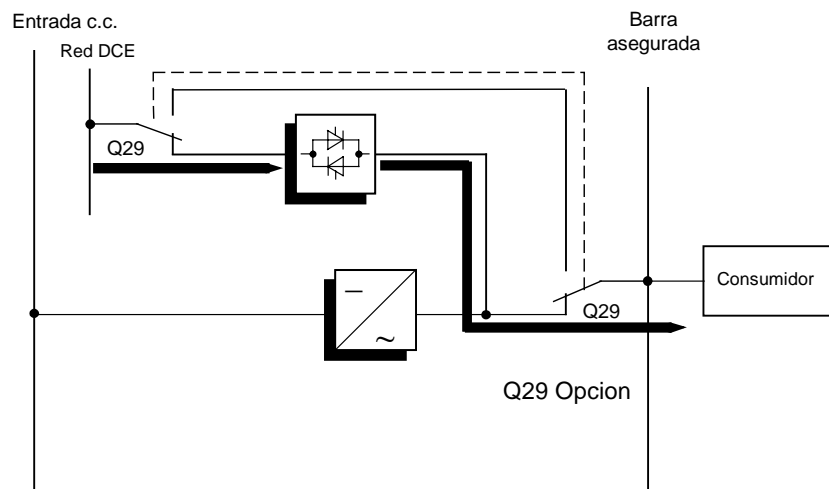 Entrada c.c.
Red DCE
Barra
asegurada
Q29
Consumidor
Q29
Q29 Opcion